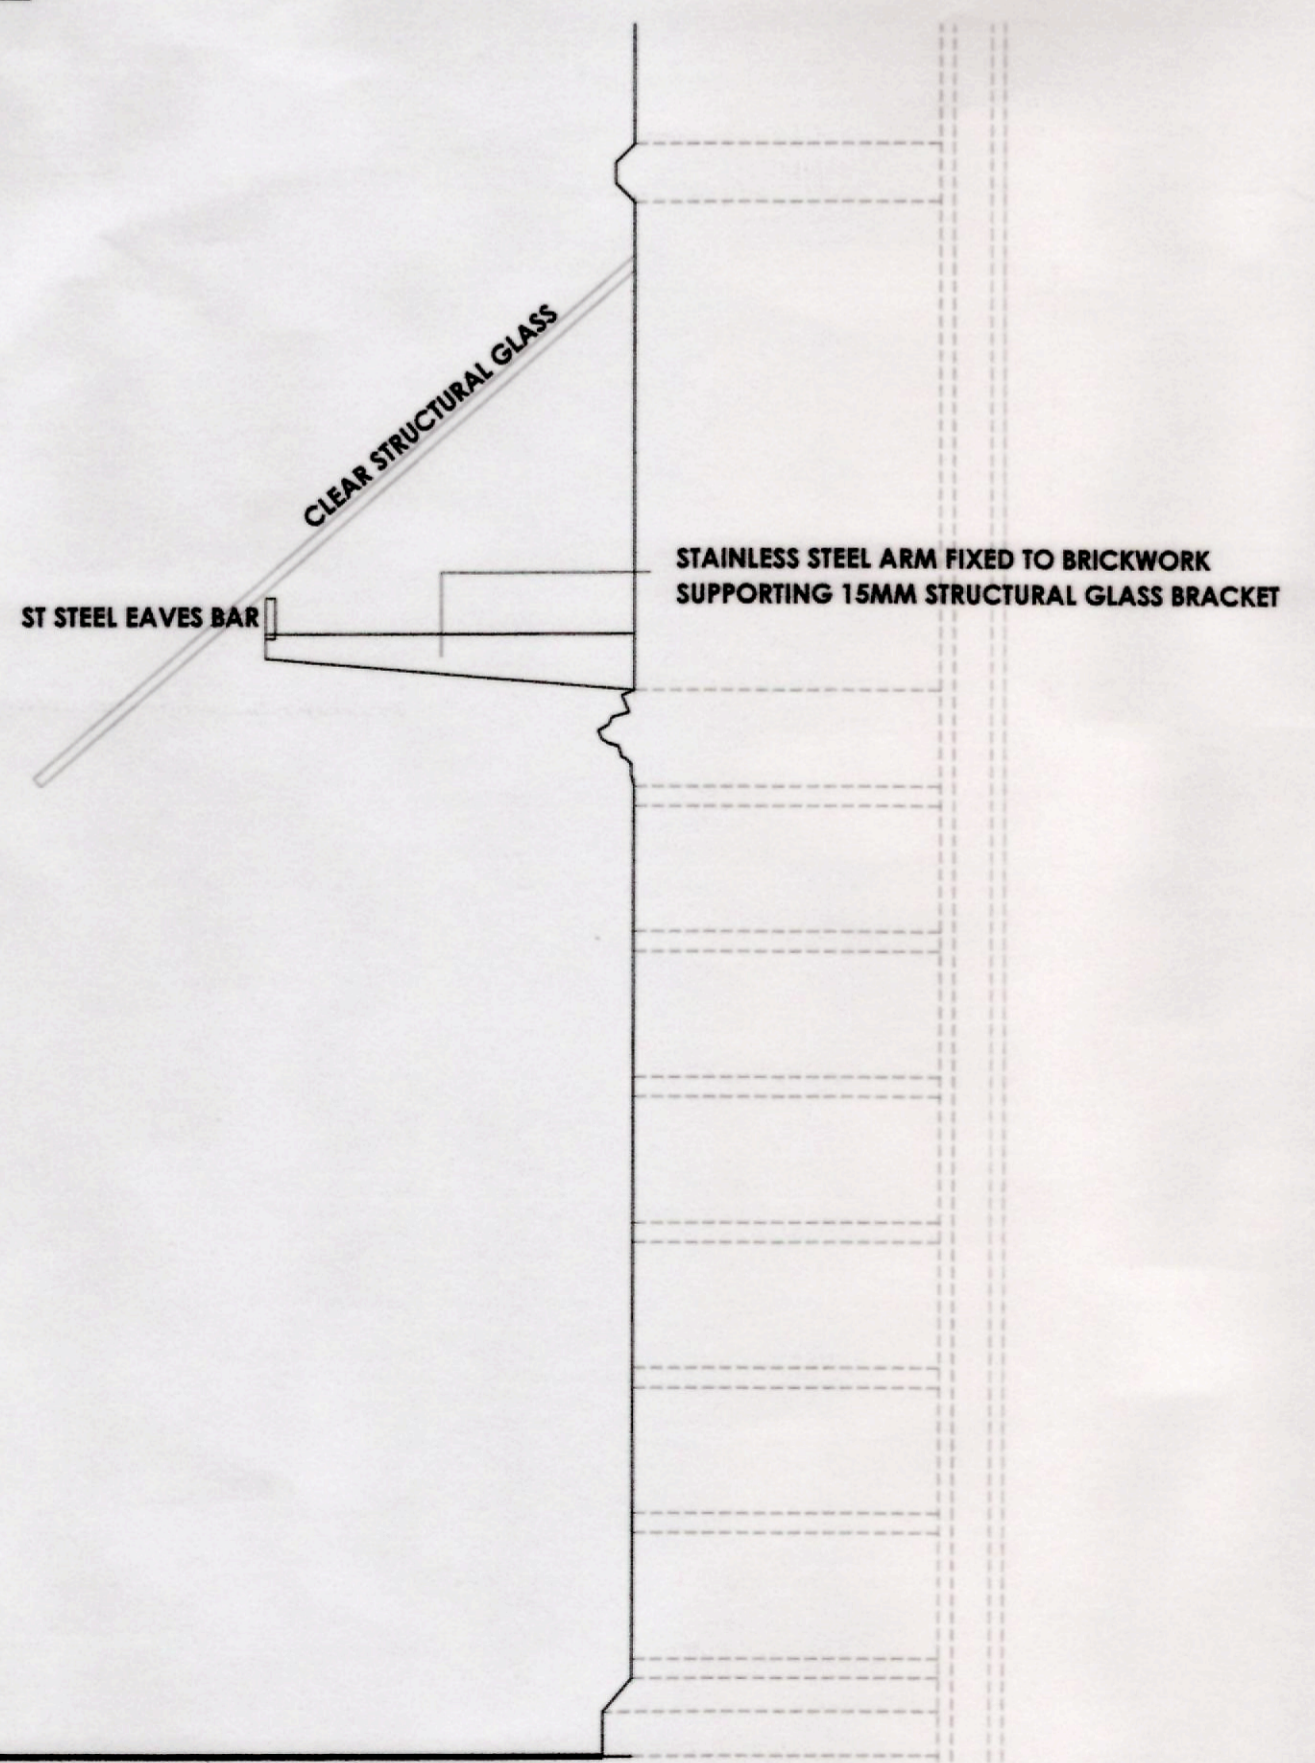 CLEAR STRUCTURAL GLASS
STAINLESS STEEL ARM FIXED TO BRICKWORK
SUPPORTING 15MM STRUCTURAL GLASS BRACKET
ST STEEL EAVES BAR